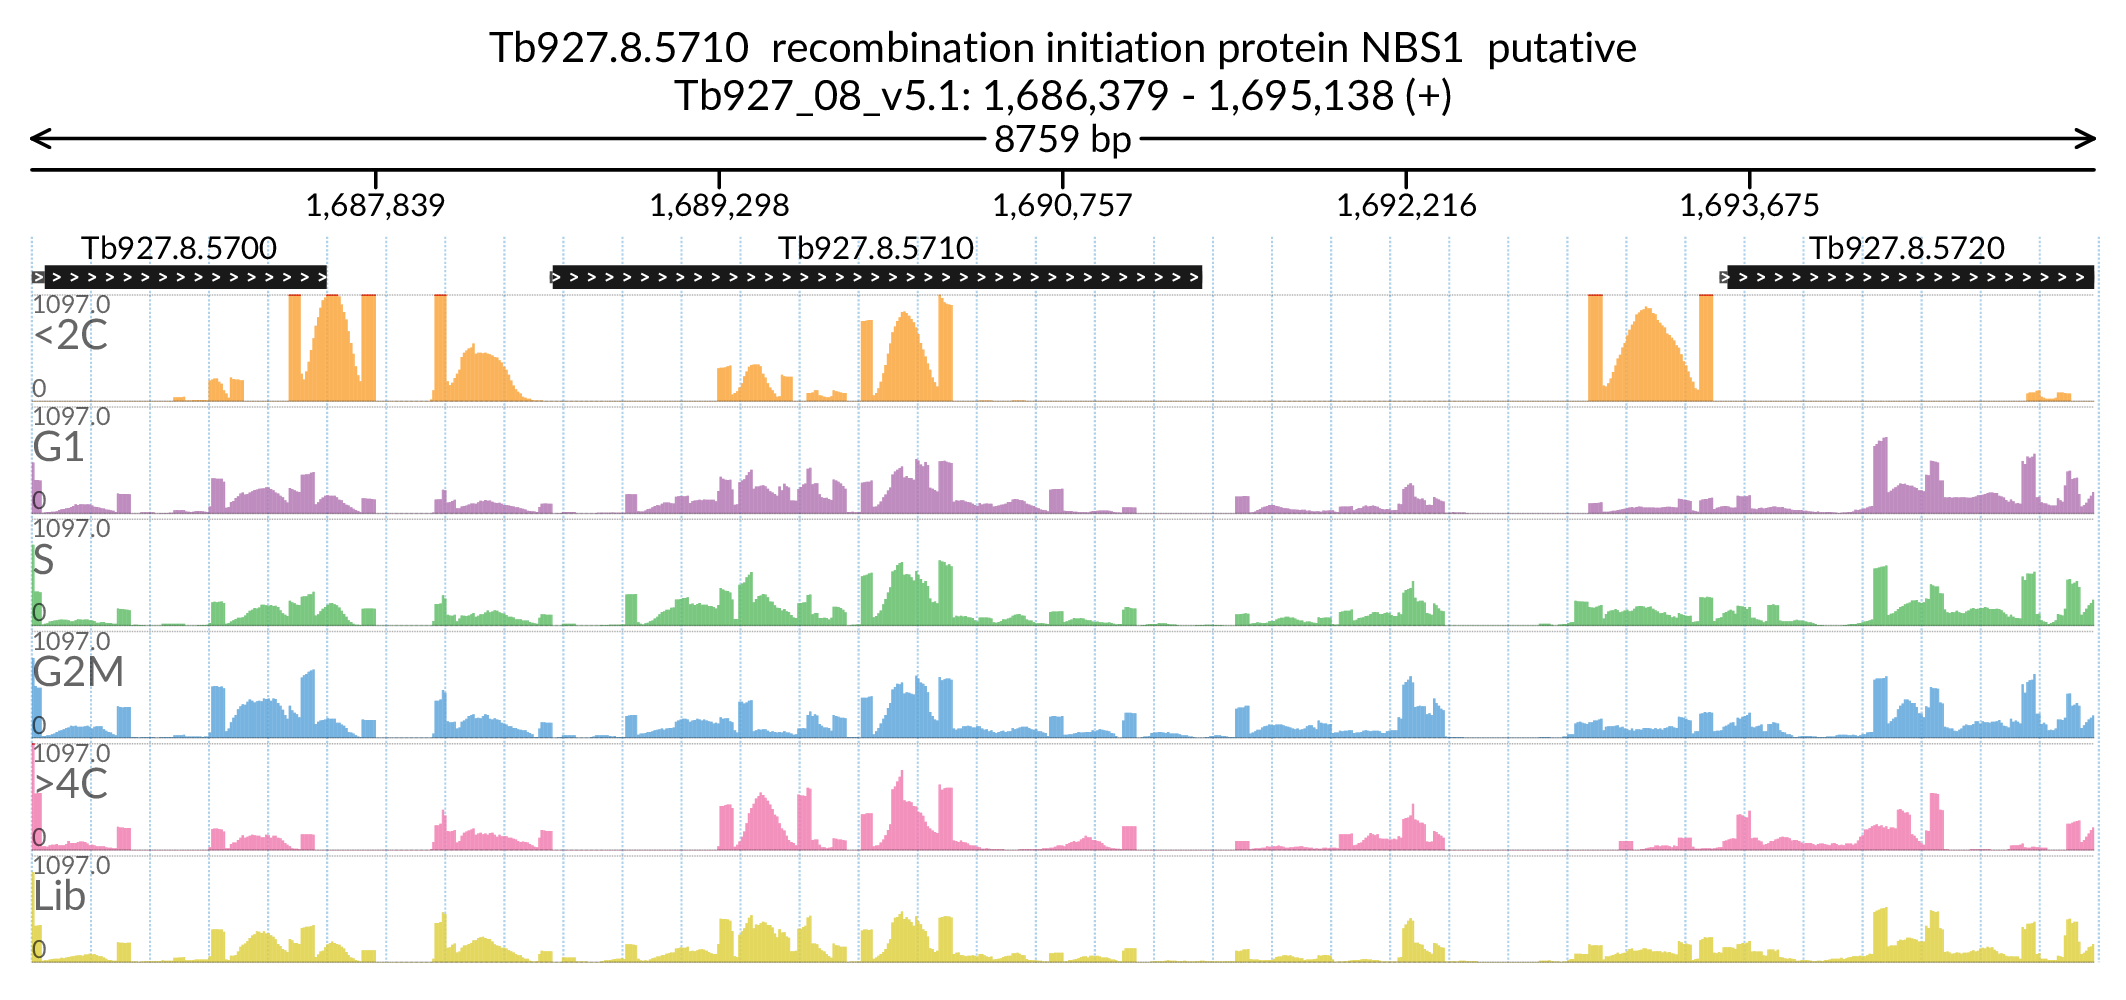 Tb927.8.5710  recombination initiation protein NBS1  putative
Tb927_08_v5.1: 1,686,379 - 1,695,138 (+)
8759 bp
1,687,839 1,689,298 1,690,757 1,692,216 1,693,675
Tb927.8.5700 Tb927.8.5710 Tb927.8.5720
1097.0
<2C
0
1097.0
G1
0
1097.0
S
0
1097.0
G2M
0
1097.0
>4C
0
1097.0
Lib
0